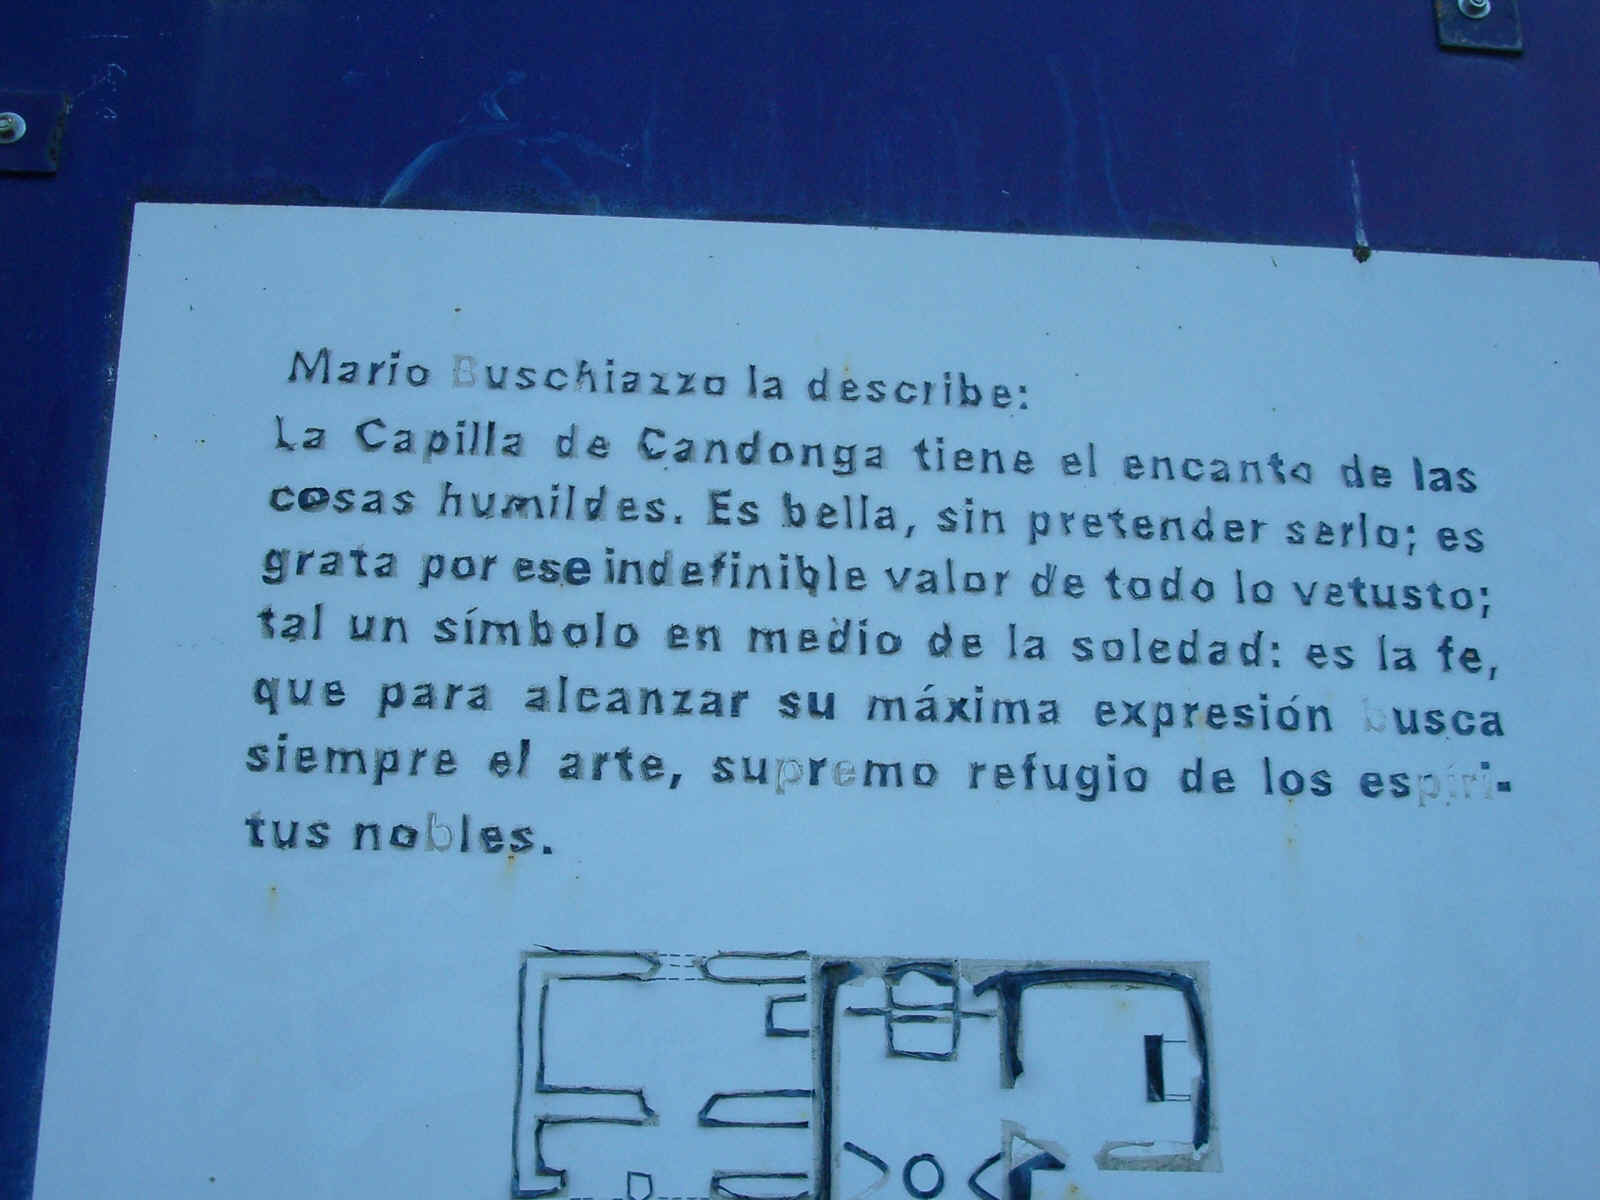 Mario Buschiazzo la describe:
La Capilla de Candonga tiene el encanto de las
cosas humildes. Es bella, sin pretender serlo; es
grata por ese indefinible valor de todo lo vetusto;
tal un símbolo en medio de la soledad: es la fe,
que para alcanzar su máxima expresión busca
siempre el arte, supremo refugio de los espíri-
tus nobles.